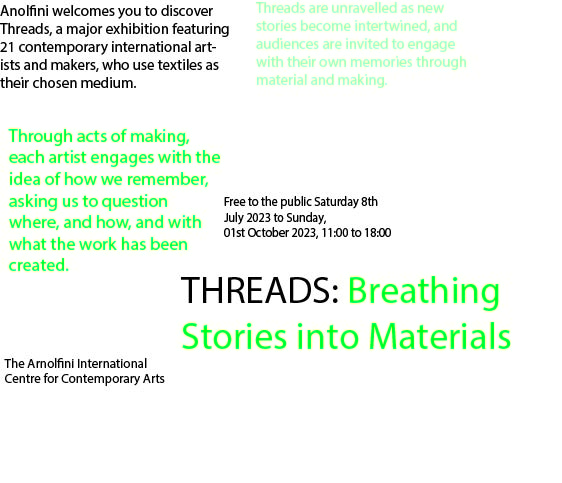 Anolfini welcomes you to discover
Threads, a major exhibition featuring
21 contemporary international art-
ists and makers, who use textiles as
their chosen medium.
Threads are unravelled as new
stories become intertwined, and
audiences are invited to engage
with their own memories through
material and making.
Through acts of making,
each artist engages with the
idea of how we remember,
asking us to question
where, and how, and with
what the work has been
created.
Free to the public Saturday 8th
July 2023 to Sunday,
01st October 2023, 11:00 to 18:00
THREADS: Breathing
Stories into Materials
The Arnolfini International
Centre for Contemporary Arts